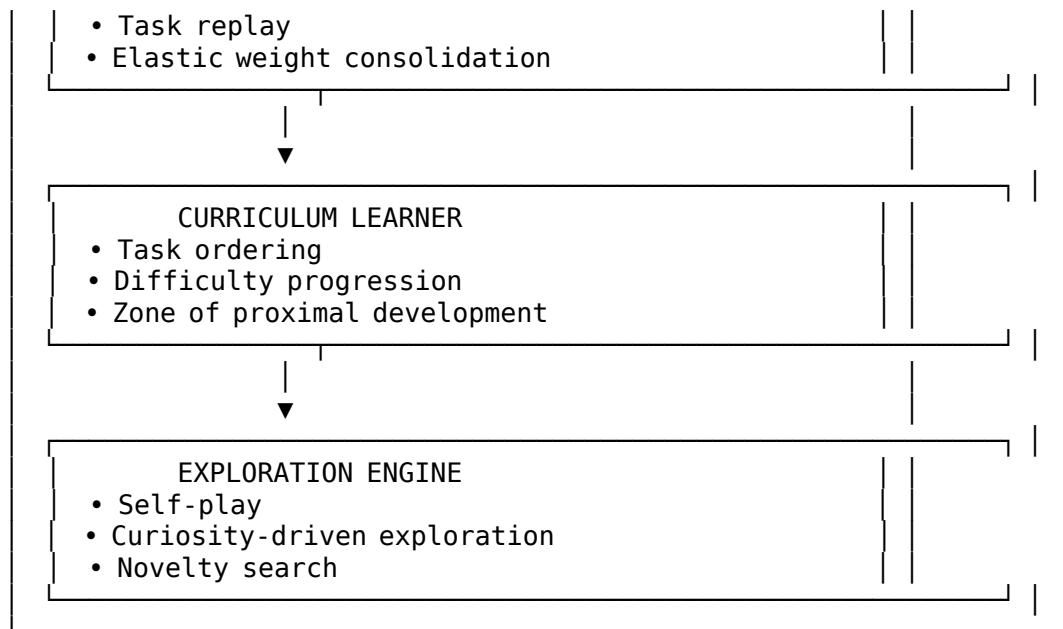 • Task replay
• Elastic weight consolidation
CURRICULUM LEARNER
• Task ordering
• Difficulty progression
• Zone of proximal development
EXPLORATION ENGINE
• Self-play
• Curiosity-driven exploration
• Novelty search